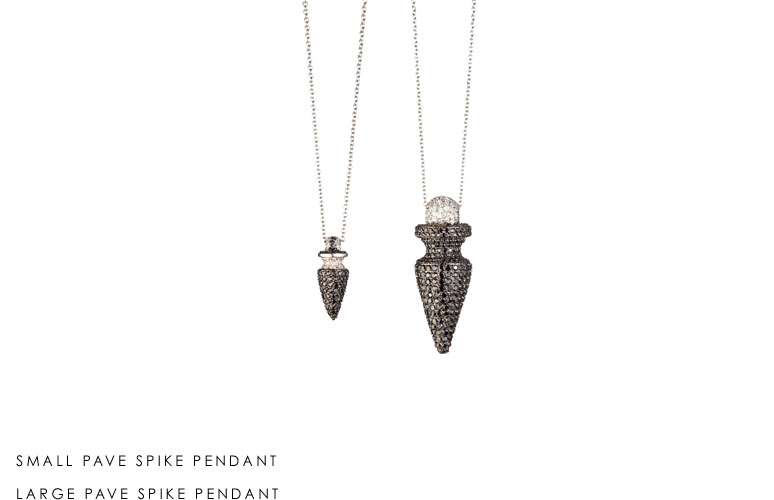 SMALL PAVE SPIKE PENDANT
LARGE PAVE SPIKE PENDANT